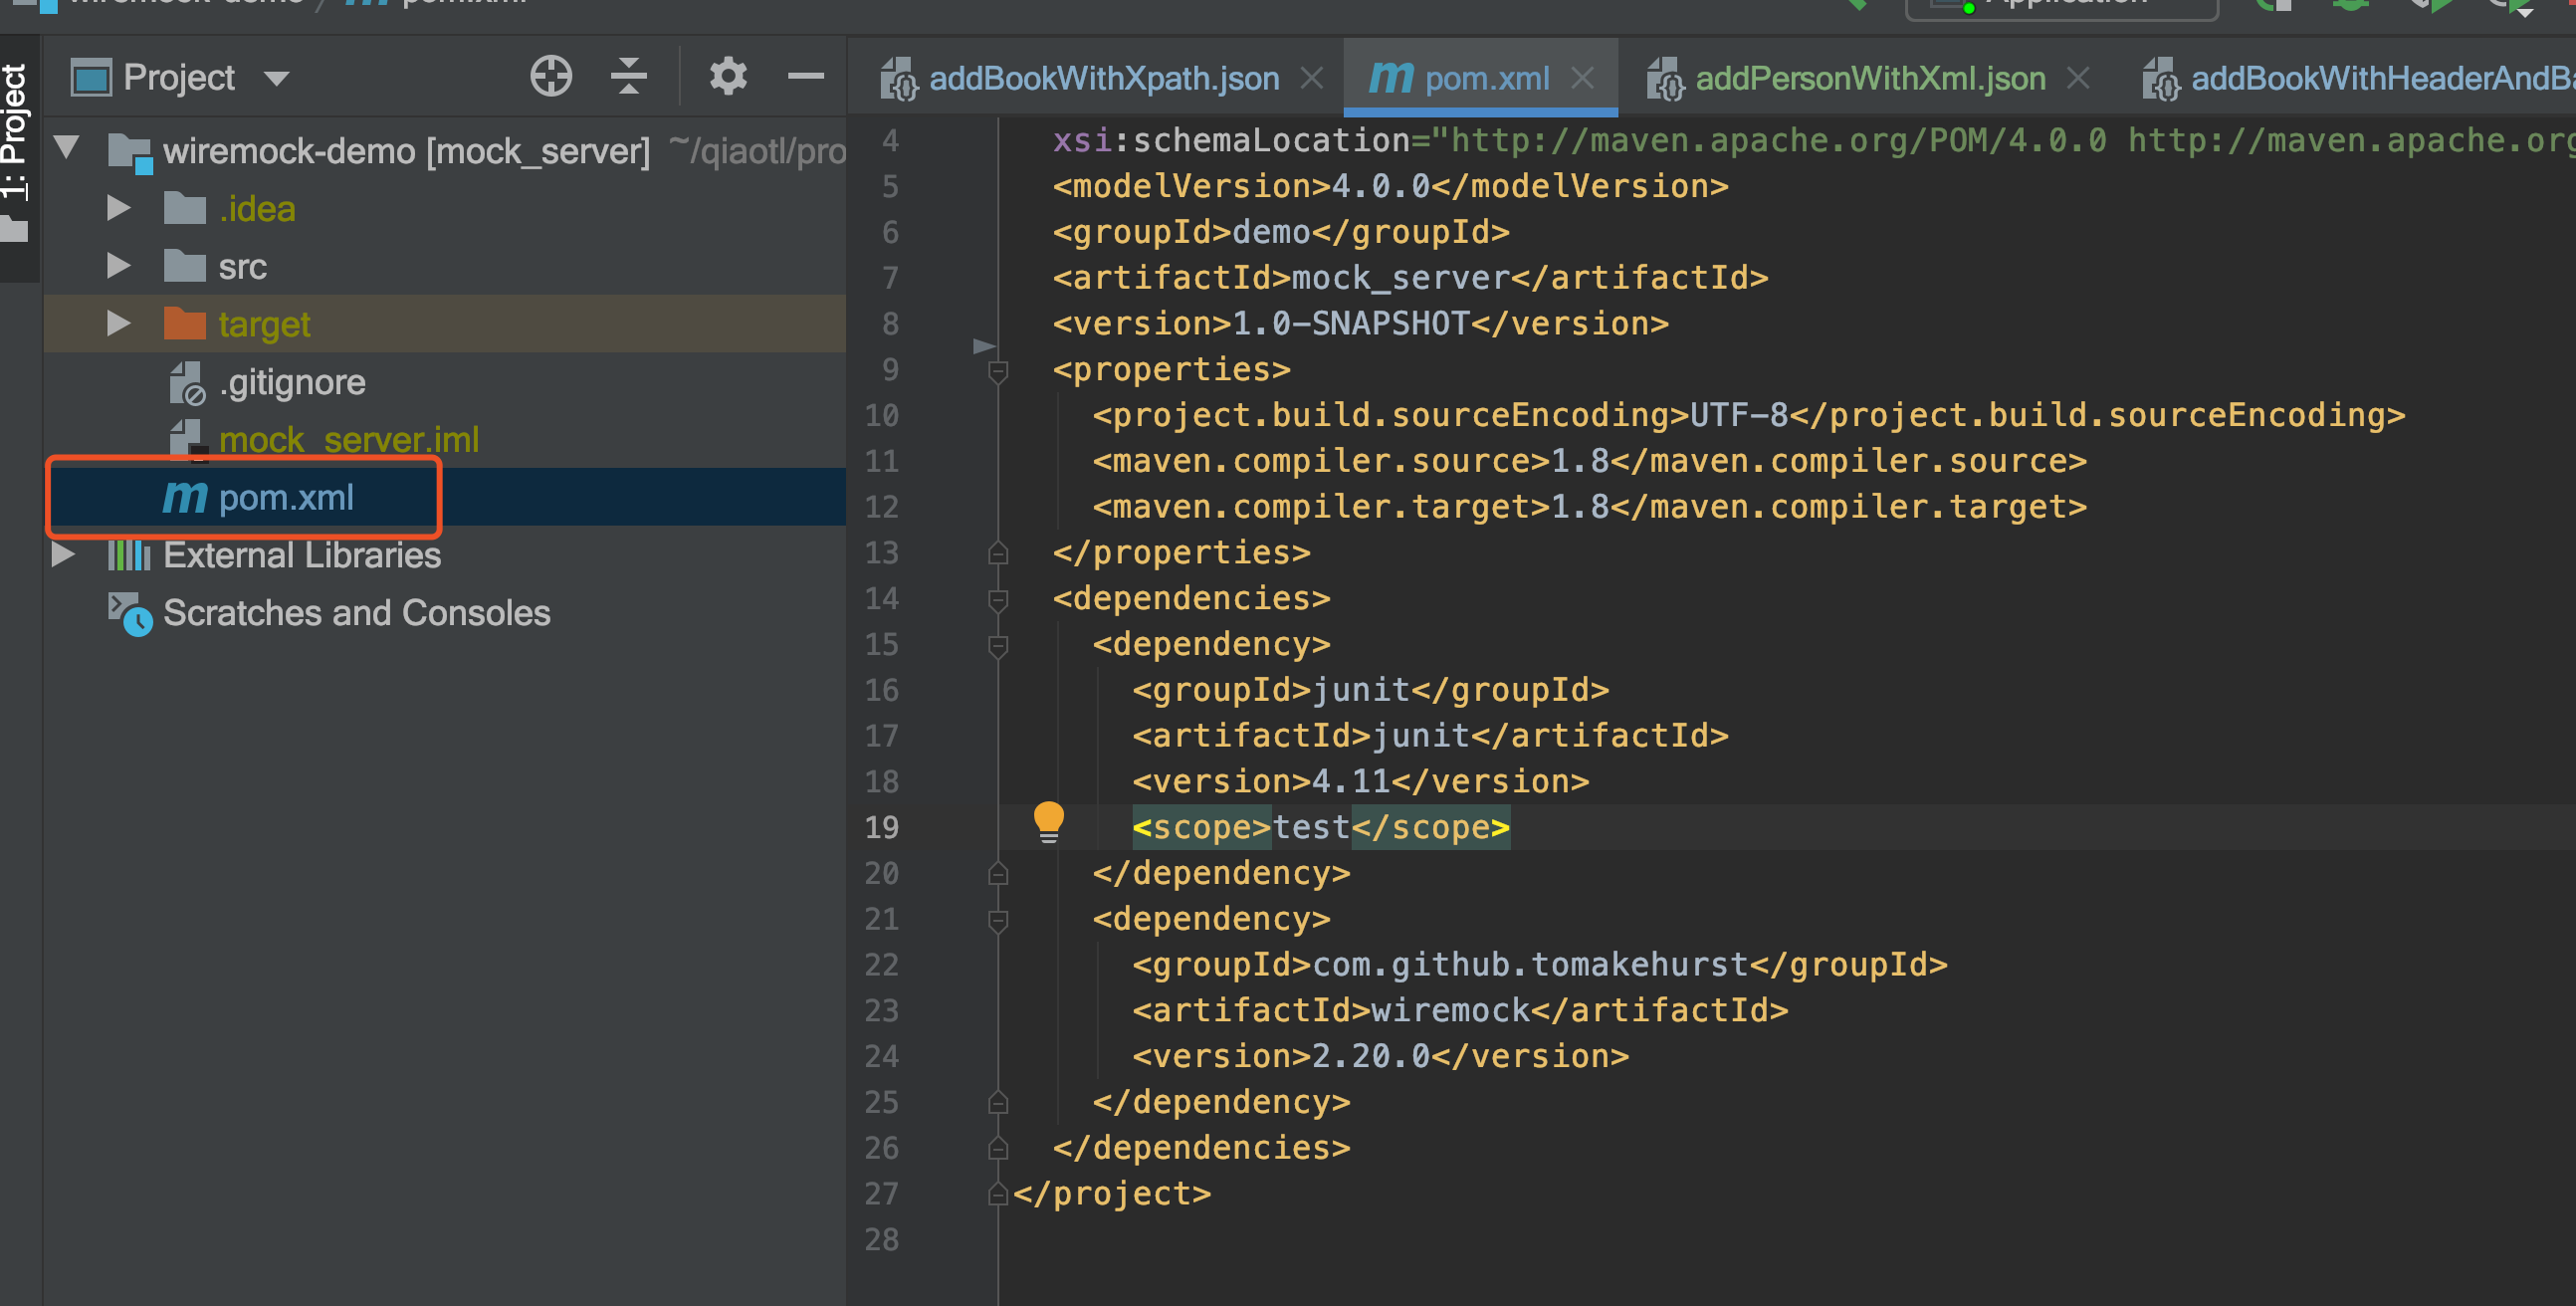 wiremock-demo / pom.xml
Application
1: Project
Project
wiremock-demo [mock_server] ~/qiaotl/pro
.idea
src
target
.gitignore
mock_server.iml
pom.xml
External Libraries
Scratches and Consoles
addBookWithXpath.json
pom.xml
addPersonWithXml.json
addBookWithHeaderAndBa
4 xsi:schemaLocation="http://maven.apache.org/POM/4.0.0 http://maven.apache.org
5 <modelVersion>4.0.0</modelVersion>
6 <groupId>demo</groupId>
7 <artifactId>mock_server</artifactId>
8 <version>1.0-SNAPSHOT</version>
9 <properties>
10 <project.build.sourceEncoding>UTF-8</project.build.sourceEncoding>
11 <maven.compiler.source>1.8</maven.compiler.source>
12 <maven.compiler.target>1.8</maven.compiler.target>
13 </properties>
14 <dependencies>
15 <dependency>
16 <groupId>junit</groupId>
17 <artifactId>junit</artifactId>
18 <version>4.11</version>
19 <scope>test</scope>
20 </dependency>
21 <dependency>
22 <groupId>com.github.tomakehurst</groupId>
23 <artifactId>wiremock</artifactId>
24 <version>2.20.0</version>
25 </dependency>
26 </dependencies>
27 </project>
28